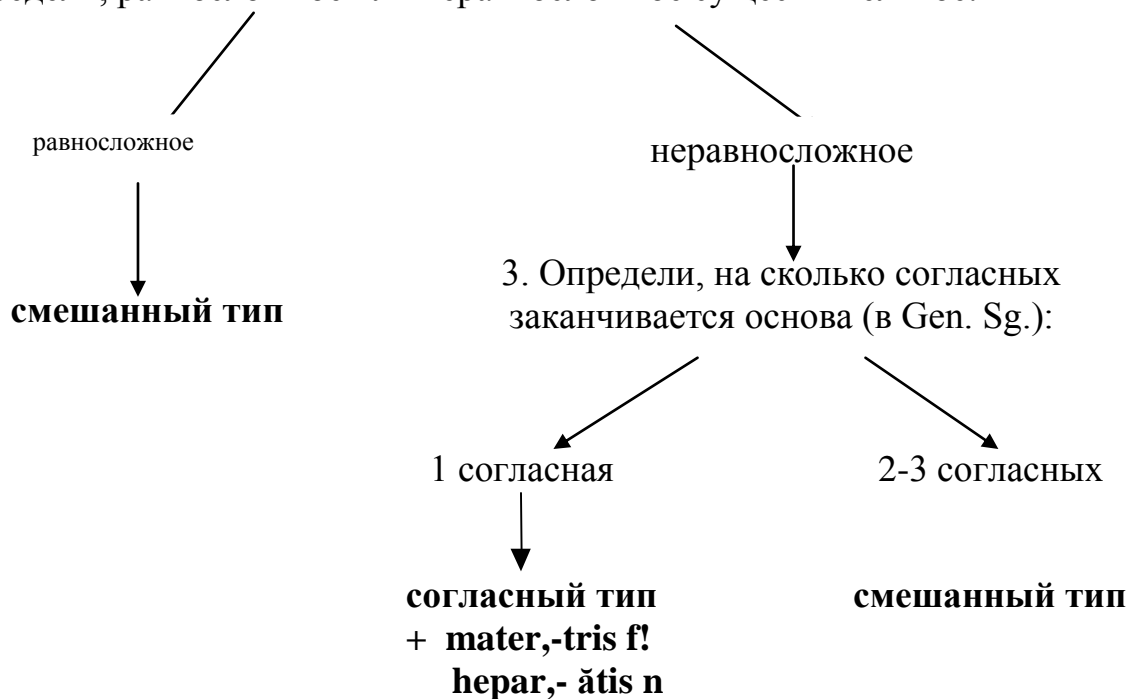 равносложное
неравносложное
смешанный тип
3. Определи, на сколько согласных
заканчивается основа (в Gen. Sg.):
1 согласная
2-3 согласных
согласный тип
смешанный тип
+ mater,-tris f!
hepar,- ătis n